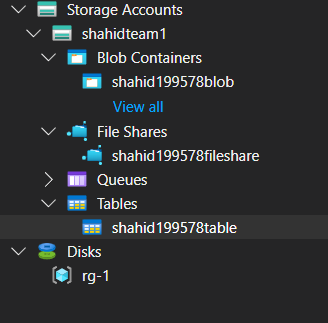 Storage Accounts
shahidteam1
Blob Containers
shahid199578blob
View all
File Shares
shahid199578fileshare
Queues
Tables
shahid199578table
Disks
rg-1